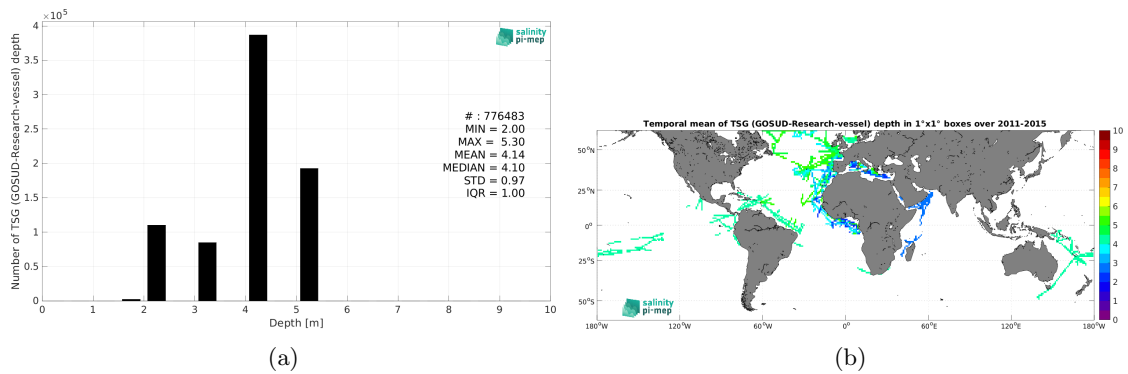 ×10⁵
4
3.5
3
2.5
2
1.5
1
0.5
0
Number of TSG (GOSUD-Research-vessel) depth
0 1 2 3 4 5 6 7 8 9 10
Depth [m]
salinity
pi-mep
# : 776483
MIN = 2.00
MAX = 5.30
MEAN = 4.14
MEDIAN = 4.10
STD = 0.97
IQR = 1.00
(a)
Temporal mean of TSG (GOSUD-Research-vessel) depth in 1°x1° boxes over 2011-2015
50°N
25°N
0°
25°S
50°S
180°W 120°W 60°W 0° 60°E 120°E 180°E
salinity
pi-mep
10
9
8
7
6
5
4
3
2
1
0
(b)